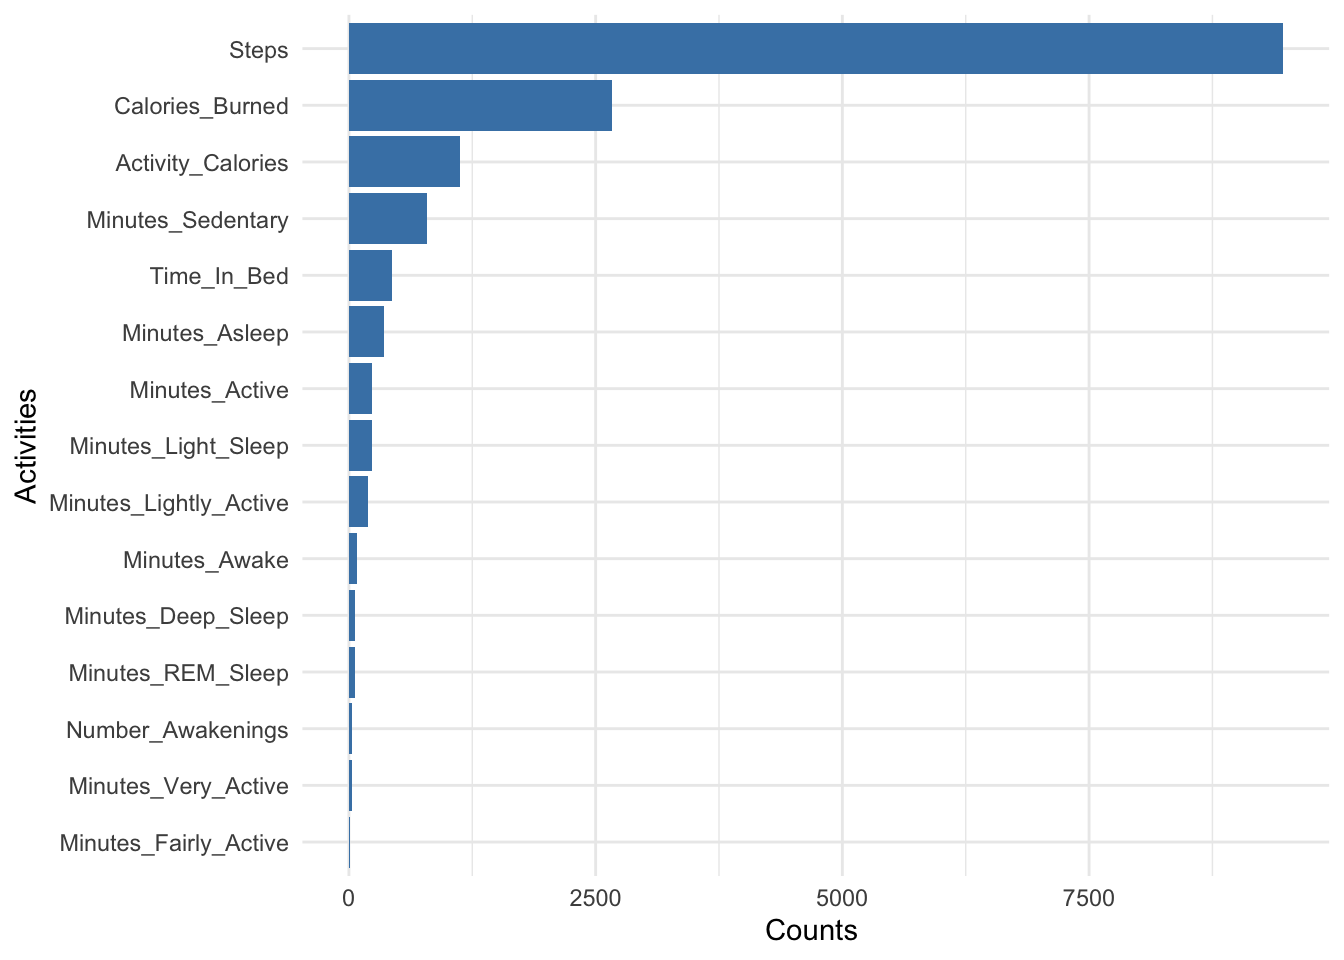 Steps
Calories_Burned
Activity_Calories
Minutes_Sedentary
Time_In_Bed
Minutes_Asleep
Minutes_Active
Minutes_Light_Sleep
Minutes_Lightly_Active
Minutes_Awake
Minutes_Deep_Sleep
Minutes_REM_Sleep
Number_Awakenings
Minutes_Very_Active
Minutes_Fairly_Active
Activities
0 2500 5000 7500
Counts